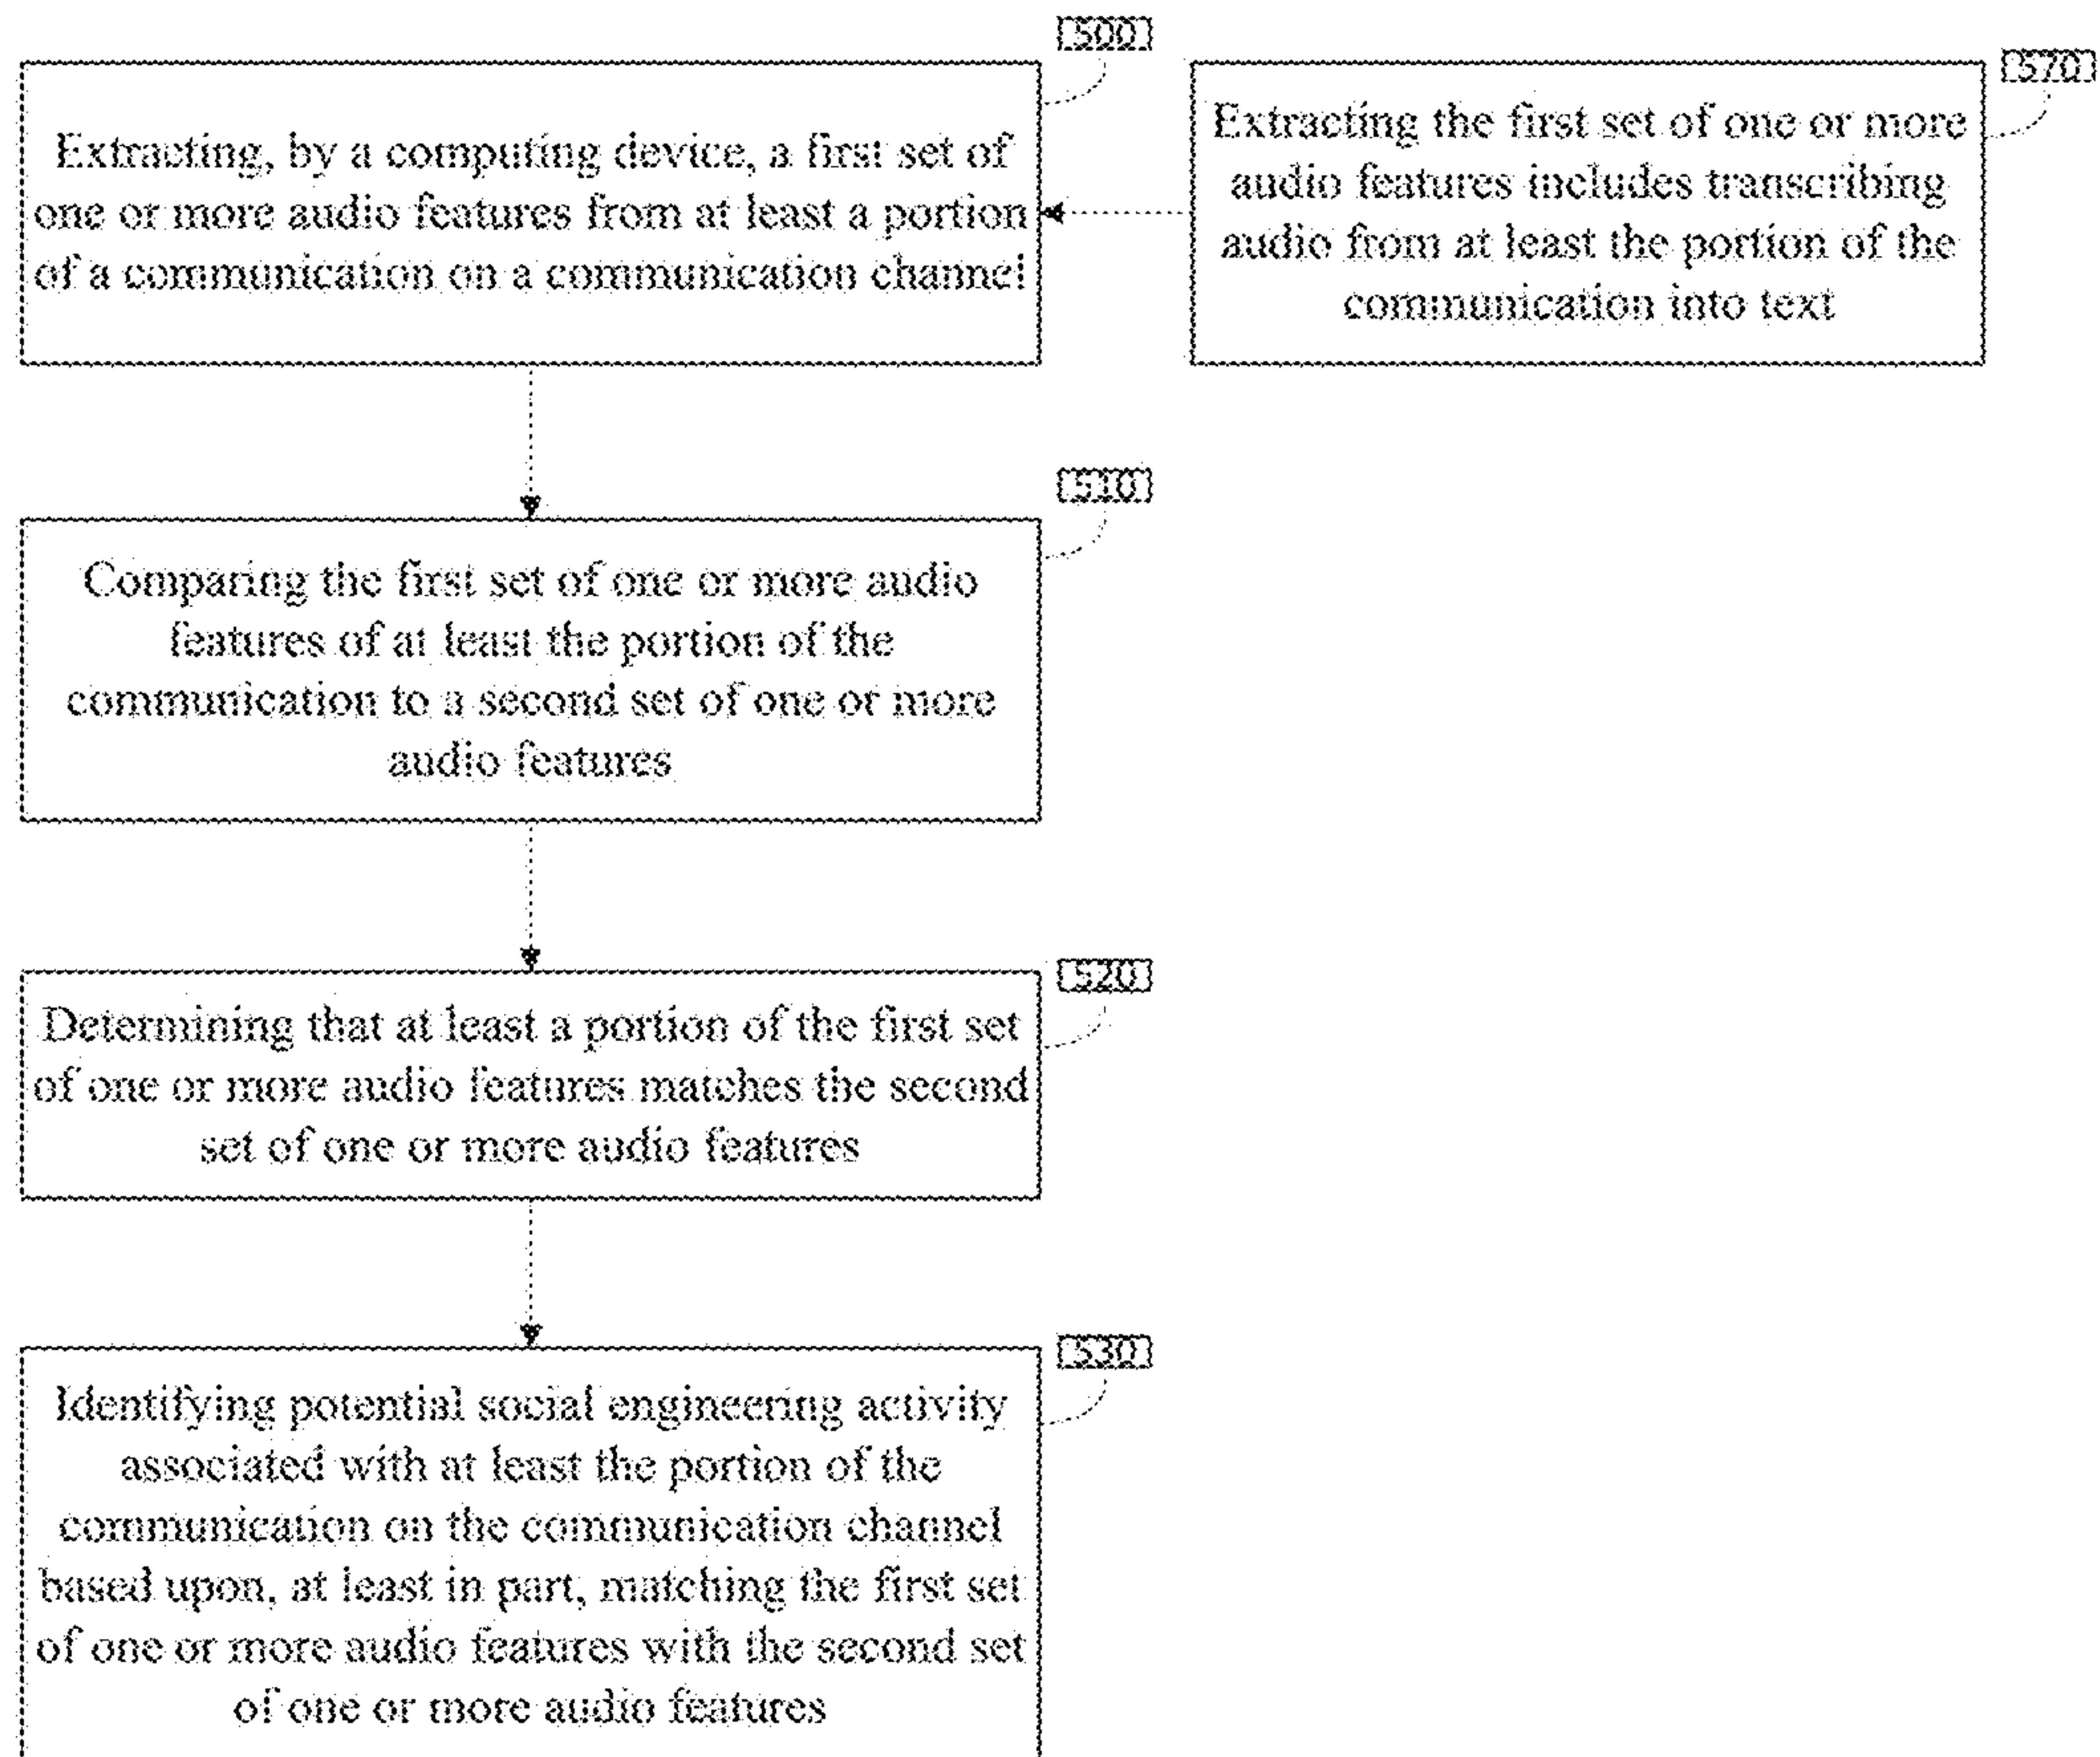 500
Extracting, by a computing device, a first set of
one or more audio features from at least a portion
of a communication on a communication channel
570
Extracting the first set of one or more
audio features includes transcribing
audio from at least the portion of the
communication into text
510
Comparing the first set of one or more audio
features of at least the portion of the
communication to a second set of one or more
audio features
520
Determining that at least a portion of the first set
of one or more audio features matches the second
set of one or more audio features
530
Identifying potential social engineering activity
associated with at least the portion of the
communication on the communication channel
based upon, at least in part, matching the first set
of one or more audio features with the second set
of one or more audio features